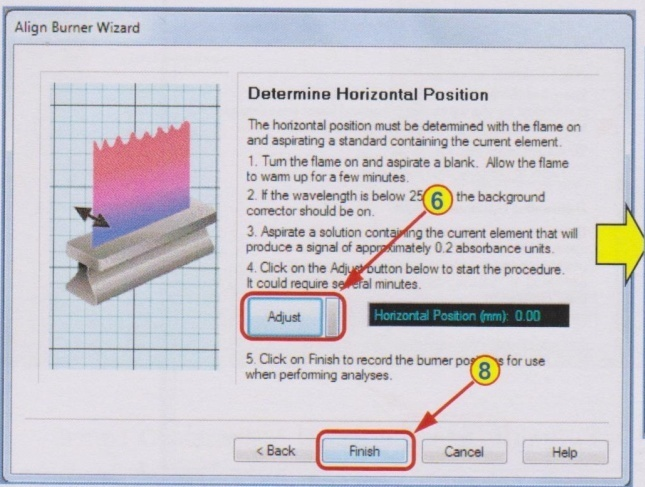 Align Burner Wizard
Determine Horizontal Position
The horizontal position must be determined with the flame on
and aspirating a standard containing the current element.
1. Turn the flame on and aspirate a blank. Allow the flame
to warm up for a few minutes.
2. If the wavelength is below 25 the background
corrector should be on.
6
3. Aspirate a solution containing the current element that will
produce a signal of approximately 0.2 absorbance units.
4. Click on the Adjust button below to start the procedure.
It could require several minutes.
Adjust
Horizontal Position (mm): 0.00
5. Click on Finish to record the burner positions for use
when performing analyses.
8
< Back
Finish
Cancel
Help